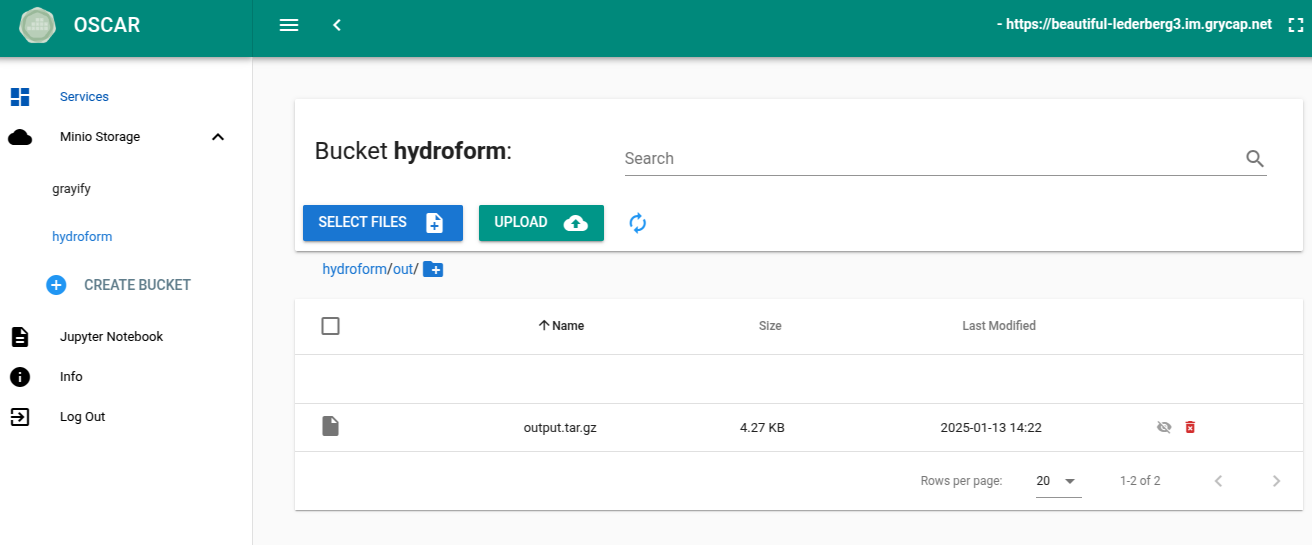 OSCAR
- https://beautiful-lederberg3.im.grycap.net
Services
Minio Storage
grayify
hydroform
CREATE BUCKET
Jupyter Notebook
Info
Log Out
Bucket hydroform:
Search
SELECT FILES
UPLOAD
hydroform/out/
Name Size Last Modified
output.tar.gz 4.27 KB 2025-01-13 14:22
Rows per page: 20 1-2 of 2